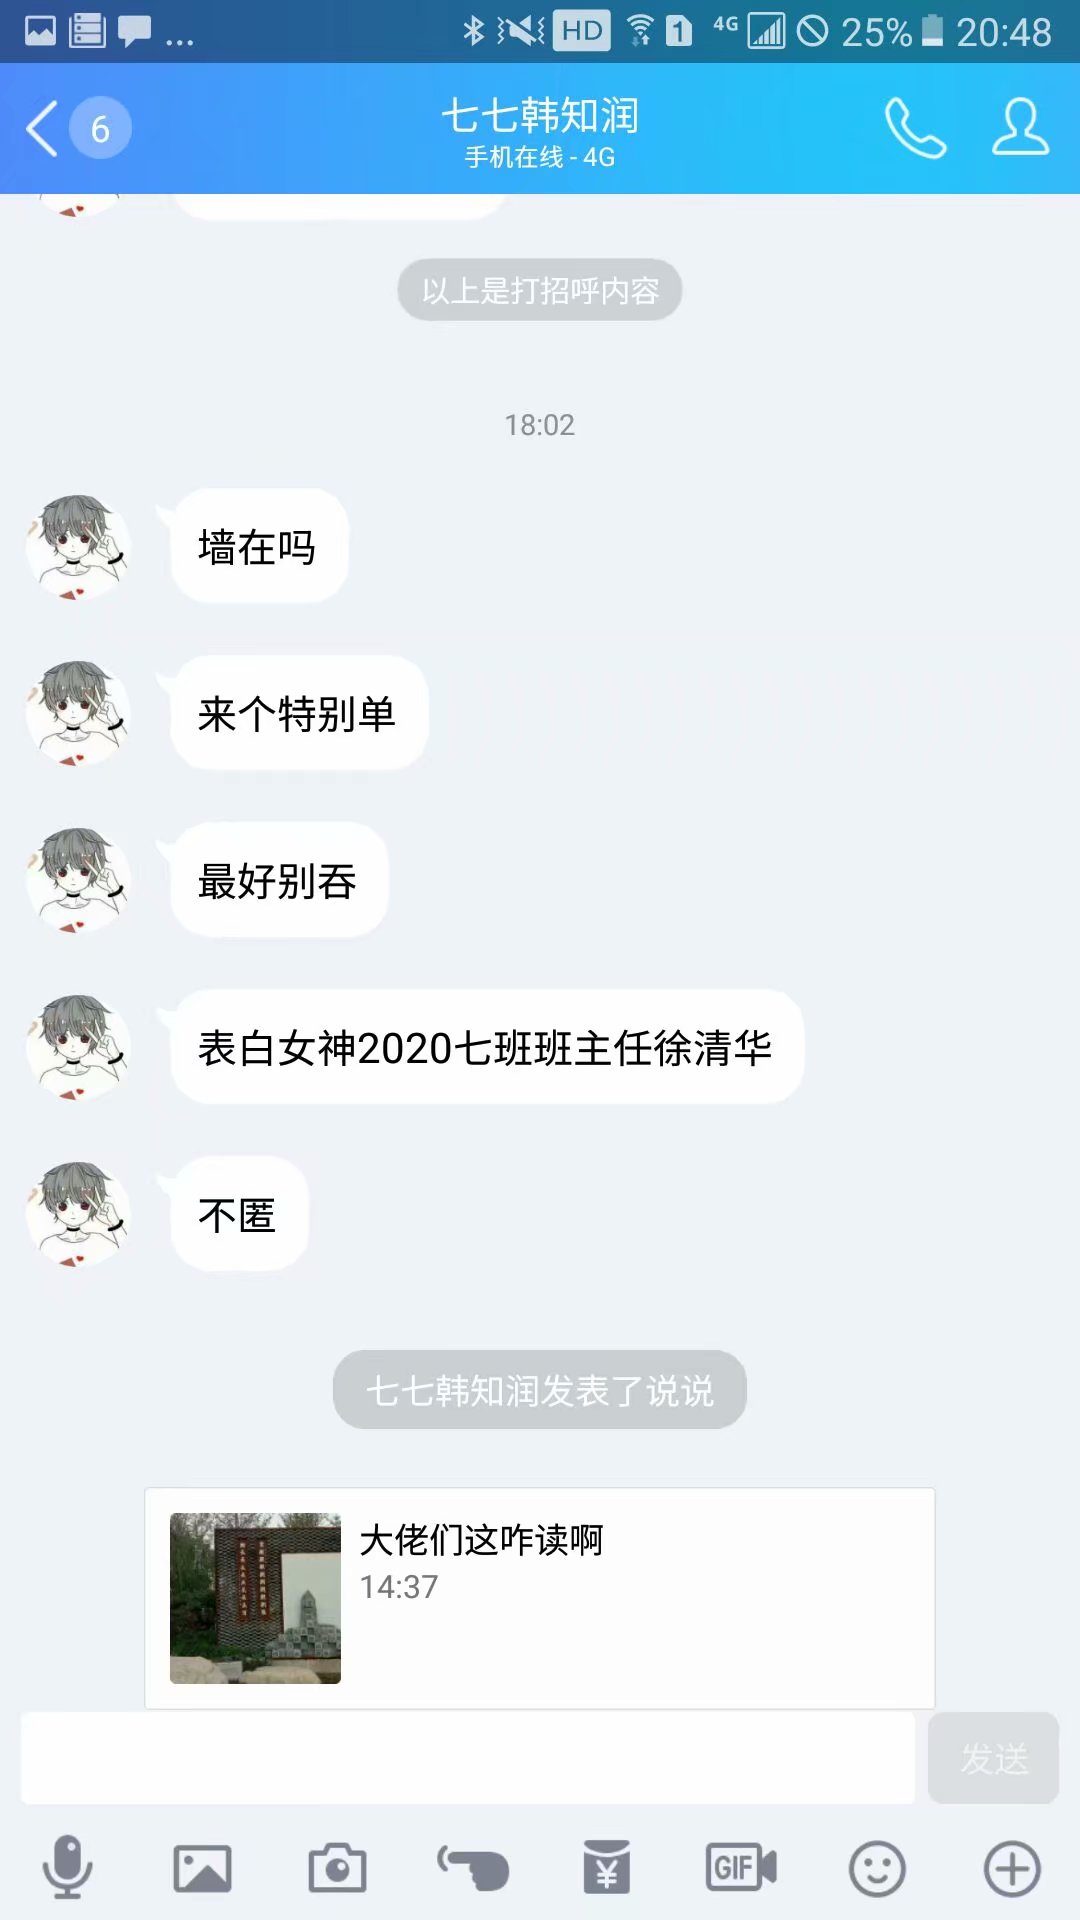 ... HD 1 4G 25% 20:48
6 七七韩知润
手机在线 - 4G
以上是打招呼内容
18:02
墙在吗
来个特别单
最好别吞
表白女神2020七班班主任徐清华
不匿
七七韩知润发表了说说
大佬们这咋读啊
14:37
发送
GIF